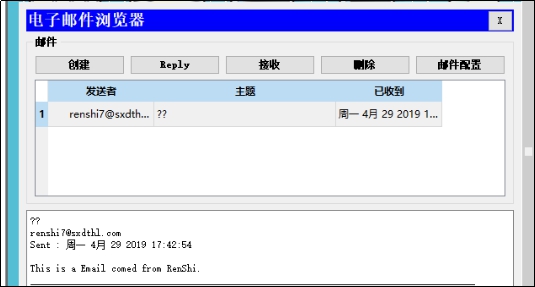 电子邮件浏览器 X
邮件
创建 Reply 接收 删除 邮件配置
发送者 主题 已收到
1 renshi7@sxdth... ?? 周一 4月 29 2019 1...
??
renshi7@sxdthl.com
Sent : 周一 4月 29 2019 17:42:54
This is a Email comed from RenShi.